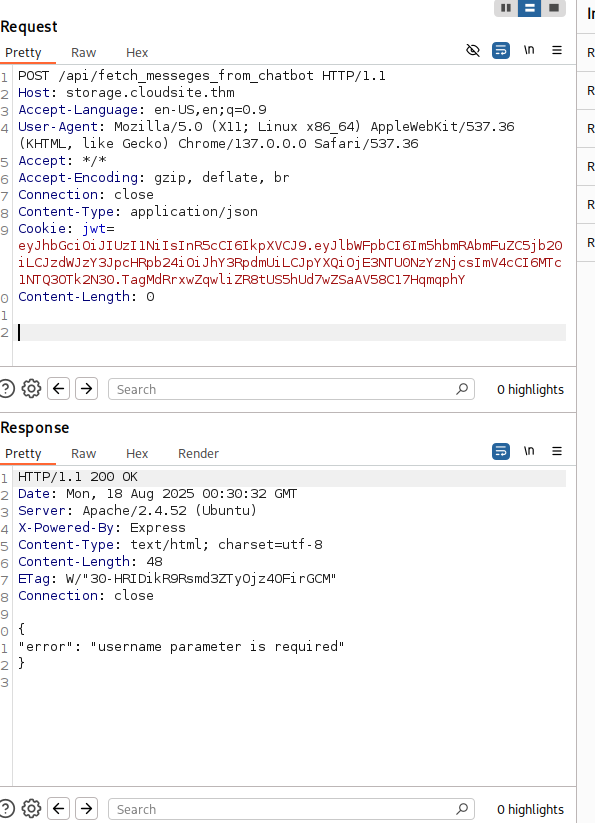 In
Request
Pretty Raw Hex
\n
1 POST /api/fetch_messeges_from_chatbot HTTP/1.1
2 Host: storage.cloudsite.thm
3 Accept-Language: en-US,en;q=0.9
4 User-Agent: Mozilla/5.0 (X11; Linux x86_64) AppleWebKit/537.36
(KHTML, like Gecko) Chrome/137.0.0.0 Safari/537.36
5 Accept: */*
6 Accept-Encoding: gzip, deflate, br
7 Connection: close
8 Content-Type: application/json
9 Cookie: jwt=
eyJhbGciOiJIUzI1NiIsInR5cCI6IkpXVCJ9.eyJlbWFpbCI6Im5hbmRAbmFuZC5jb20
iLCJzdWJzY3JpcHRpb24iOiJhY3RpdmUiLCJpYXQiOjE3NTU0NzYzNjcsImV4cCI6MTc
1NTQ3OTk2N30.TagMdRrxwZqwliZR8tUS5hUd7wZSaAV58C17HqmqphY
0 Content-Length: 0
1
2
R
R
R
R
R
R
? Search 0 highlights
Response
Pretty Raw Hex Render
\n
1 HTTP/1.1 200 OK
2 Date: Mon, 18 Aug 2025 00:30:32 GMT
3 Server: Apache/2.4.52 (Ubuntu)
4 X-Powered-By: Express
5 Content-Type: text/html; charset=utf-8
6 Content-Length: 48
7 ETag: W/"30-HRIDikR9Rsmd3ZTyOjz4OFirGCM"
8 Connection: close
9
0 {
1 "error": "username parameter is required"
2 }
3
? Search 0 highlights